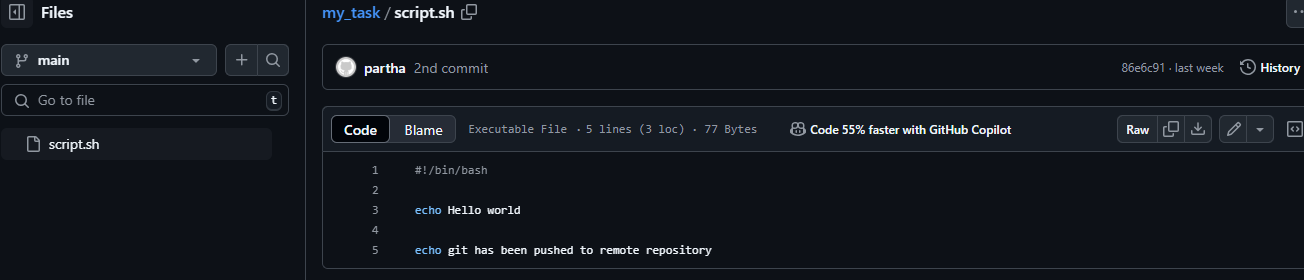 Files
my_task / script.sh
main
partha 2nd commit
86e6c91 · last week
History
Go to file
t
script.sh
Code
Blame
Executable File · 5 lines (3 loc) · 77 Bytes
Code 55% faster with GitHub Copilot
Raw
1 #!/bin/bash
2
3 echo Hello world
4
5 echo git has been pushed to remote repository